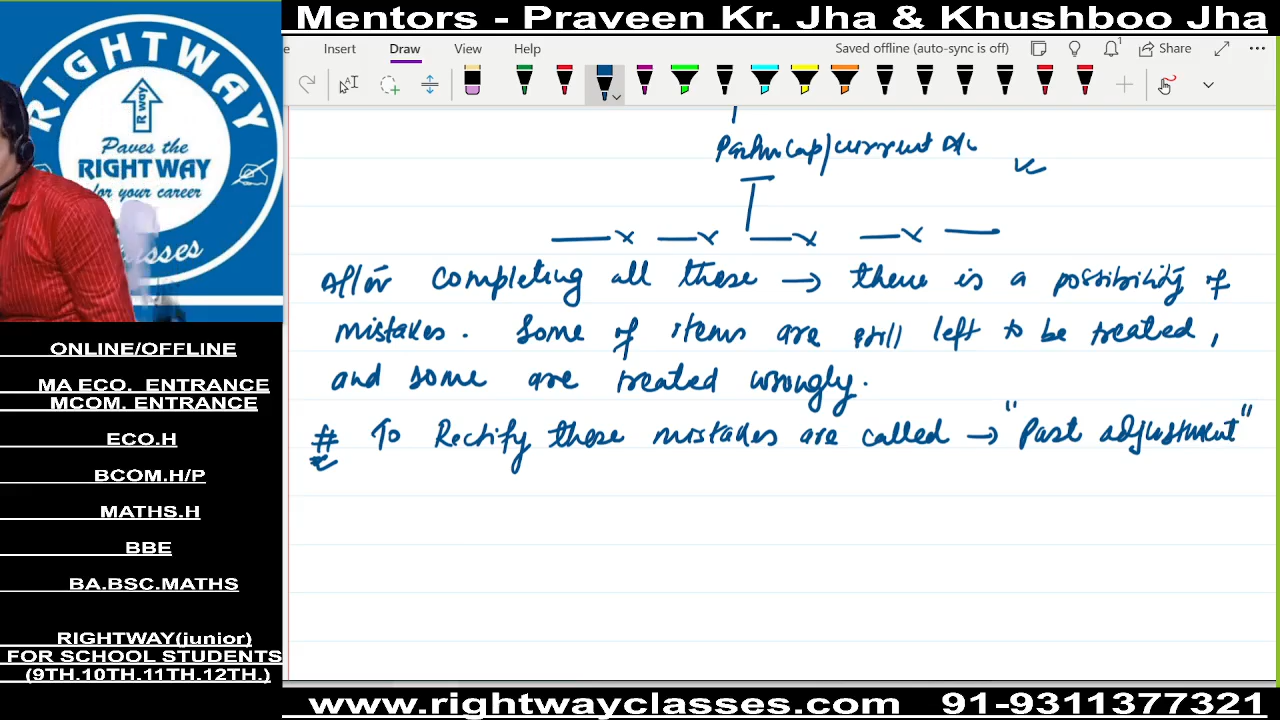 Mentors - Praveen Kr. Jha & Khushboo Jha
RIGHTWAY
R way
Paves the
RIGHTWAY
for your career
Insert Draw View Help
Saved offline (auto-sync is off)
Share
current A/c
After completing all these → there is a possibility of
mistakes. Some of items are still left to be treated,
and some are treated wrongly.
# To Rectify these mistakes are called → "Past adjustment"
ONLINE/OFFLINE
MA ECO. ENTRANCE
MCOM. ENTRANCE
ECO.H
BCOM.H/P
MATHS.H
BBE
BA.BSC.MATHS
RIGHTWAY(junior)
FOR SCHOOL STUDENTS
(9TH.10TH.11TH.12TH.)
www.rightwayclasses.com 91-9311377321